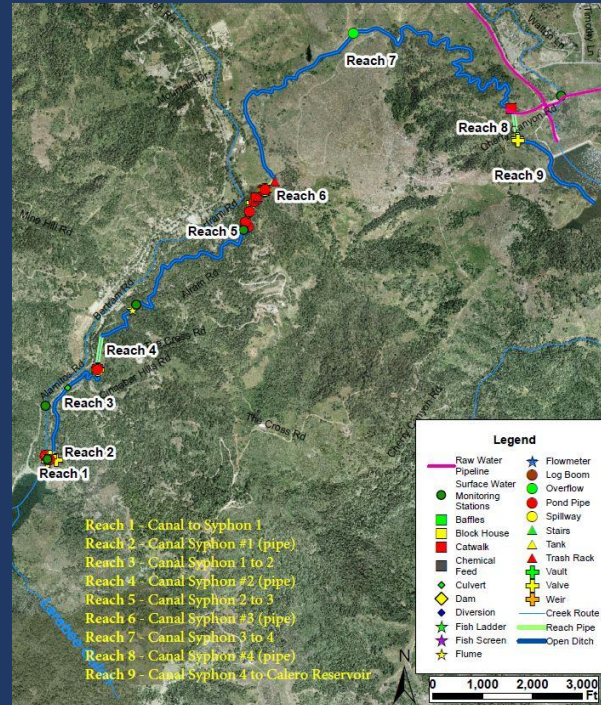 Reach 7
Reach 8
Reach 9
Reach 6
Reach 5
Mine Hill Rd
Bertram Rd
Almaden Rd
Reach 4
Reach 3
Reach 2
Reach 1
Legend
Raw Water
Pipeline
Surface Water
Monitoring
Stations
Baffles
Block House
Catwalk
Chemical
Feed
Culvert
Dam
Diversion
Fish Ladder
Fish Screen
Flume
Flowmeter
Log Boom
Overflow
Pond Pipe
Spillway
Stairs
Tank
Trash Rack
Vault
Valve
Weir
Creek Route
Reach Pipe
Open Ditch
Reach 1 - Canal to Syphon 1
Reach 2 - Canal Syphon #1 (pipe)
Reach 3 - Canal Syphon 1 to 2
Reach 4 - Canal Syphon #2 (pipe)
Reach 5 - Canal Syphon 2 to 3
Reach 6 - Canal Syphon #3 (pipe)
Reach 7 - Canal Syphon 3 to 4
Reach 8 - Canal Syphon #4 (pipe)
Reach 9 - Canal Syphon 4 to Calero Reservoir
N
0 1,000 2,000 3,000
Ft